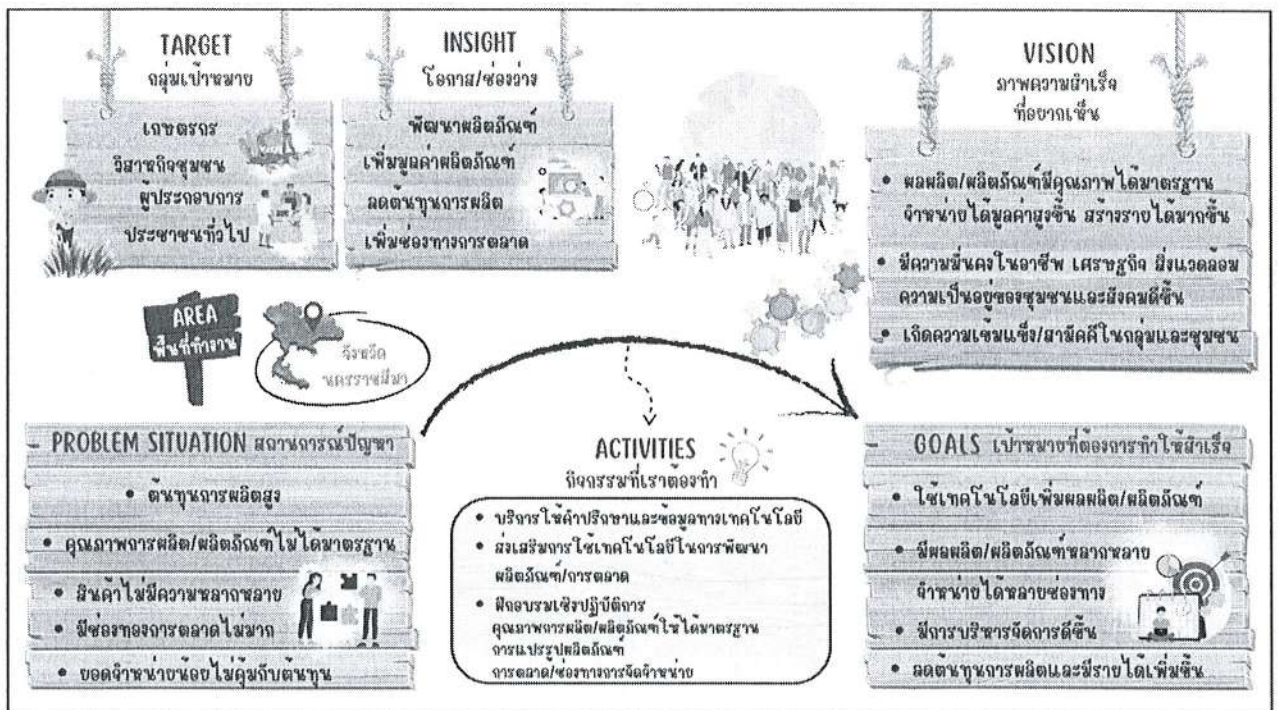 TARGET
กลุ่มเป้าหมาย
เกษตรกร
วิสาหกิจชุมชน
ผู้ประกอบการ
ประชาชนทั่วไป
INSIGHT
โอกาส/ช่องว่าง
พัฒนาผลิตภัณฑ์
เพิ่มมูลค่าผลิตภัณฑ์
ลดต้นทุนการผลิต
เพิ่มช่องทางการตลาด
VISION
ภาพความสำเร็จ
ที่อยากเห็น
• ผลผลิต/ผลิตภัณฑ์มีคุณภาพได้มาตรฐาน
จำหน่ายได้มูลค่าสูงขึ้น สร้างรายได้มากขึ้น
• มีความมั่นคงในอาชีพ เศรษฐกิจ สิ่งแวดล้อม
ความเป็นอยู่ของชุมชนและสังคมดีขึ้น
• เกิดความเข้มแข็ง/สามัคคีในกลุ่มและชุมชน
AREA
พื้นที่ทำงาน
จังหวัด
นครราชสีมา
PROBLEM SITUATION สถานการณ์ปัญหา
• ต้นทุนการผลิตสูง
• คุณภาพการผลิต/ผลิตภัณฑ์ไม่ได้มาตรฐาน
• สินค้าไม่มีความหลากหลาย
• มีช่องทองการตลาดไม่มาก
• ยอดจำหน่ายน้อยไม่คุ้มกับต้นทุน
ACTIVITIES
กิจกรรมที่เราต้องทำ
• บริการให้คำปรึกษาและข้อมูลทางเทคโนโลยี
• ส่งเสริมการใช้เทคโนโลยีในการพัฒนา
ผลิตภัณฑ์/การตลาด
• ฝึกอบรมเชิงปฏิบัติการ
คุณภาพการผลิต/ผลิตภัณฑ์ให้ได้มาตรฐาน
การแปรรูปผลิตภัณฑ์
การตลาด/ช่องทางการจัดจำหน่าย
GOALS เป้าหมายที่ต้องการทำให้สำเร็จ
• ใช้เทคโนโลยีเพิ่มผลผลิต/ผลิตภัณฑ์
• มีผลผลิต/ผลิตภัณฑ์หลากหลาย
จำหน่ายได้หลายช่องทาง
• มีการบริหารจัดการดีขึ้น
• ลดต้นทุนการผลิตและมีรายได้เพิ่มขึ้น